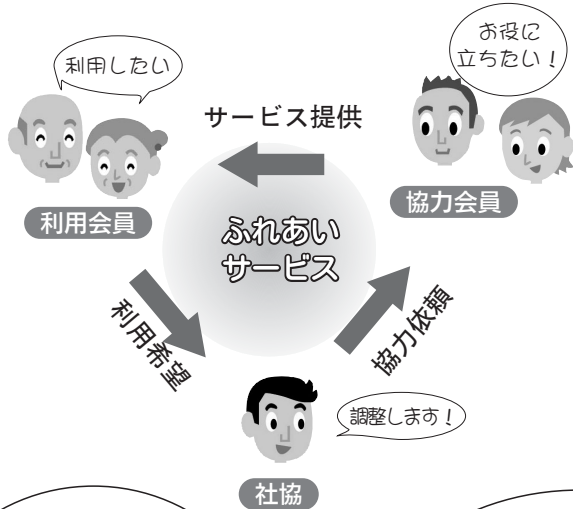 お役に
立ちたい！
利用したい
サービス提供
協力会員
利用会員
ふれあい
サービス
利用希望
協力依頼
調整します！
社協